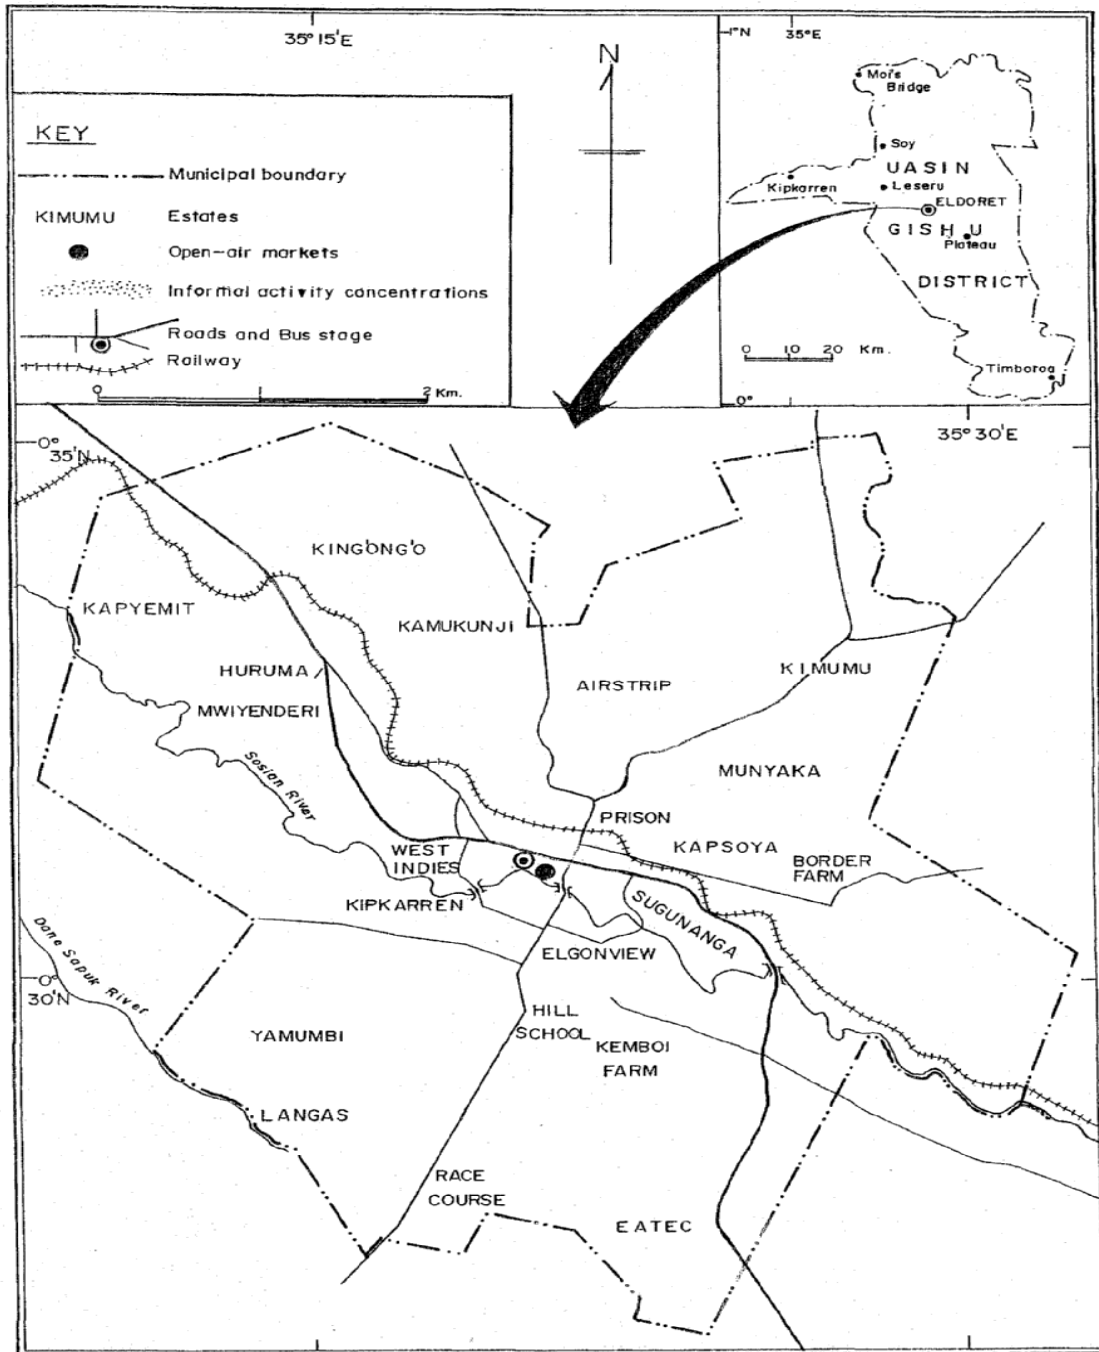 35° 15' E
N
1°N 35°E
Moi's
Bridge
Soy
UASIN
Kipkarren
Leseru
ELDORET
GISHU
Plateau
DISTRICT
0 10 20 Km.
Timboroa
0°
KEY
Municipal boundary
KIMUMU Estates
Open-air markets
Informal activity concentrations
Roads and Bus stage
Railway
0 1 2 Km.
0°
35'N
35° 30' E
KING'ONG'O
KAPYEMIT
KAMUKUNJI
HURUMA
AIRSTRIP
KIMUMU
MWIYENDERI
Sosian River
MUNYAKA
PRISON
WEST
INDIES
KAPSOYA
BORDER
FARM
KIPKARREN
SUGUNANGA
ELGONVIEW
Dane Sapuk River
0°
30'N
HILL
SCHOOL
YAMUMBI
KEMBOI
FARM
LANGAS
RACE
COURSE
EATEC